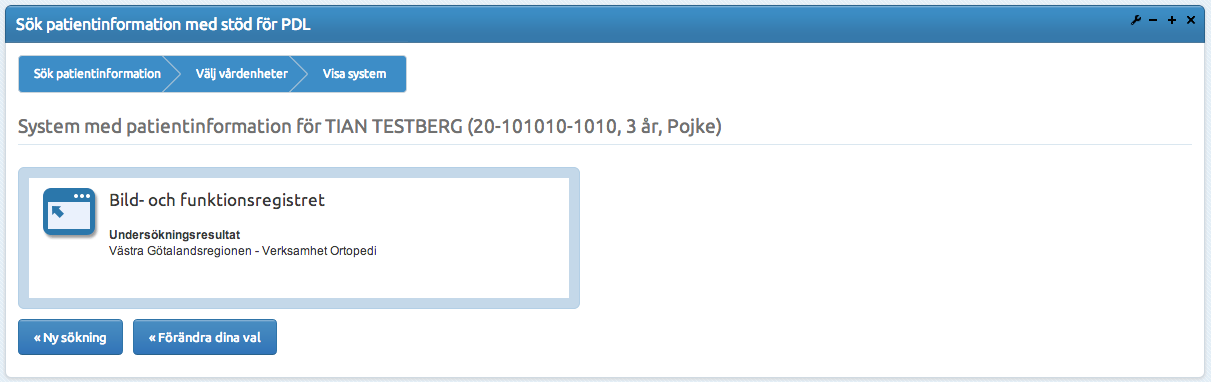 Sök patientinformation med stöd för PDL
Sök patientinformation
Välj vårdenheter
Visa system
System med patientinformation för TIAN TESTBERG (20-101010-1010, 3 år, Pojke)
Bild- och funktionsregistret
Undersökningsresultat
Västra Götalandsregionen - Verksamhet Ortopedi
« Ny sökning
« Förändra dina val